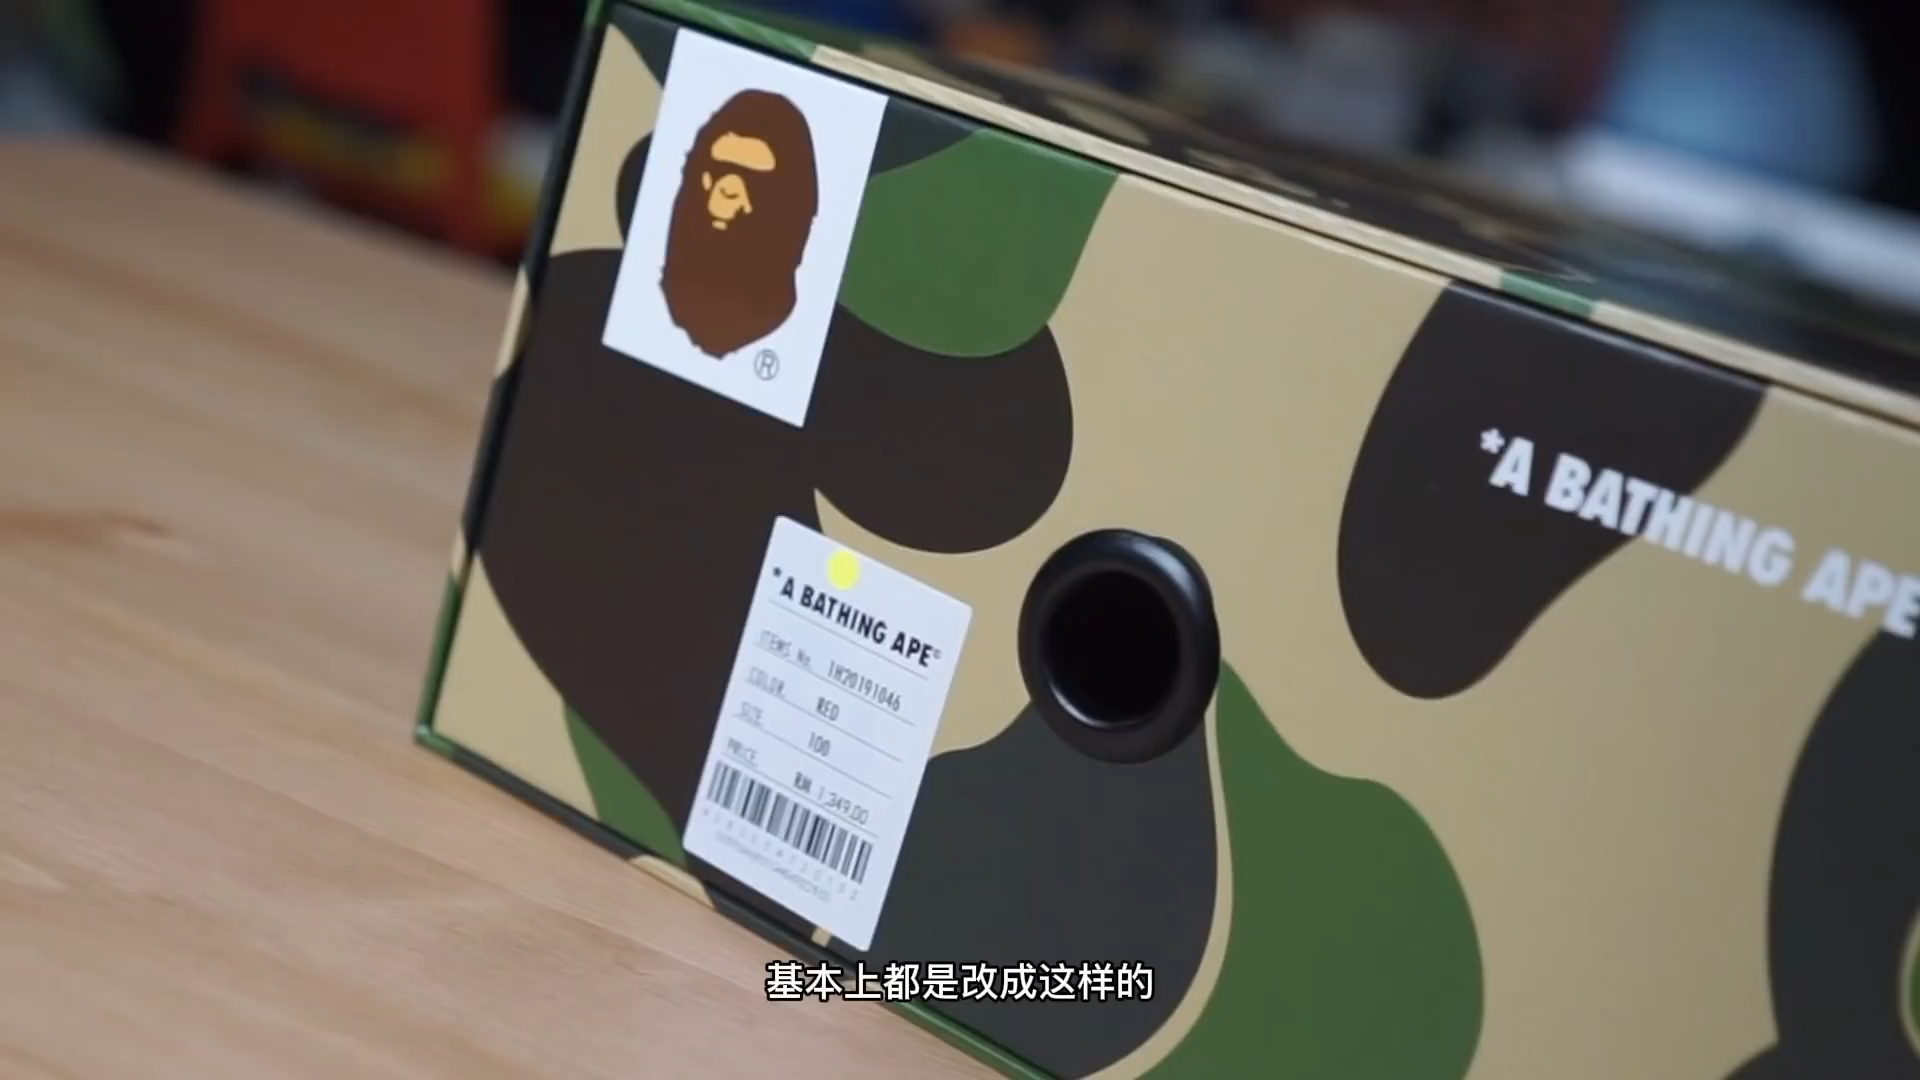 ®
*A BATHING APE
*A BATHING APE®
ITEMS No. 1H20191046
COLOR RED
SIZE 100
PRICE RM 1,349.00
基本上都是改成这样的